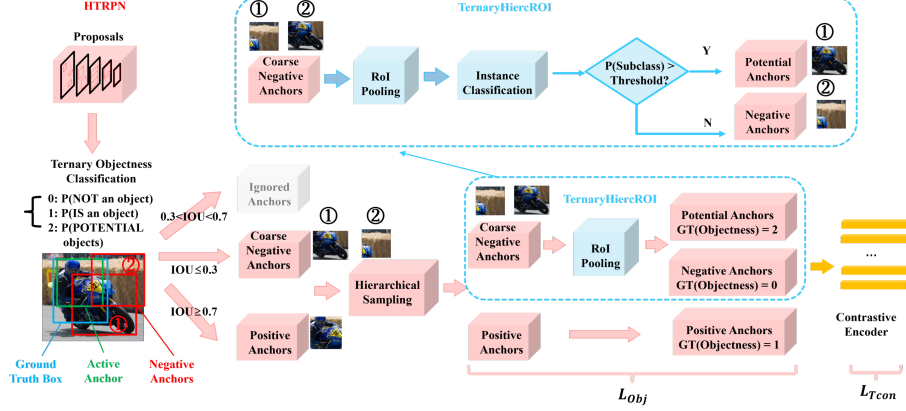 HTRPN
Proposals
Ternary Objectness
Classification
0: P(NOT an object)
1: P(IS an object)
2: P(POTENTIAL
objects)
②
①
Ground
Truth Box
Active
Anchor
Negative
Anchors
0.3<IOU<0.7
IOU≤0.3
IOU≥0.7
Ignored
Anchors
Coarse
Negative
Anchors
①
②
Positive
Anchors
Hierarchical
Sampling
TernaryHiercROI
①
②
Coarse
Negative
Anchors
RoI
Pooling
Instance
Classification
P(Subclass) >
Threshold?
Y
N
Potential
Anchors
①
②
Negative
Anchors
TernaryHiercROI
Coarse
Negative
Anchors
RoI
Pooling
Potential Anchors
GT(Objectness) = 2
Negative Anchors
GT(Objectness) = 0
Positive
Anchors
Positive Anchors
GT(Objectness) = 1
L_Obj
...
Contrastive
Encoder
L_Tcon